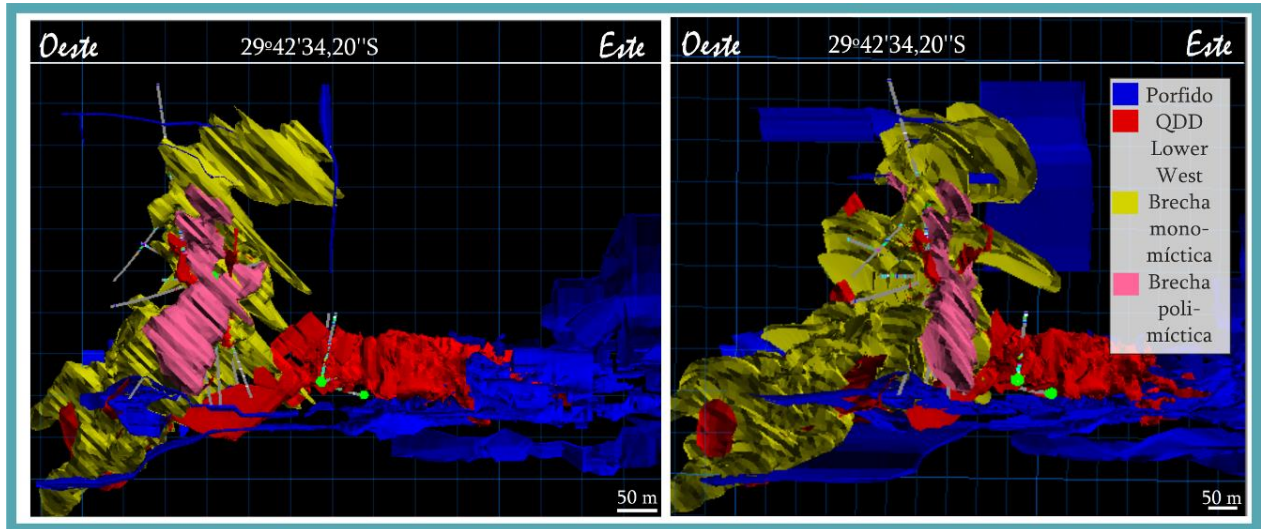 Oeste 29º42'34,20''S Este
Oeste 29º42'34,20''S Este
Porfido
QDD
Lower
West
Brecha
mono-
míctica
Brecha
poli-
míctica
50 m
50 m